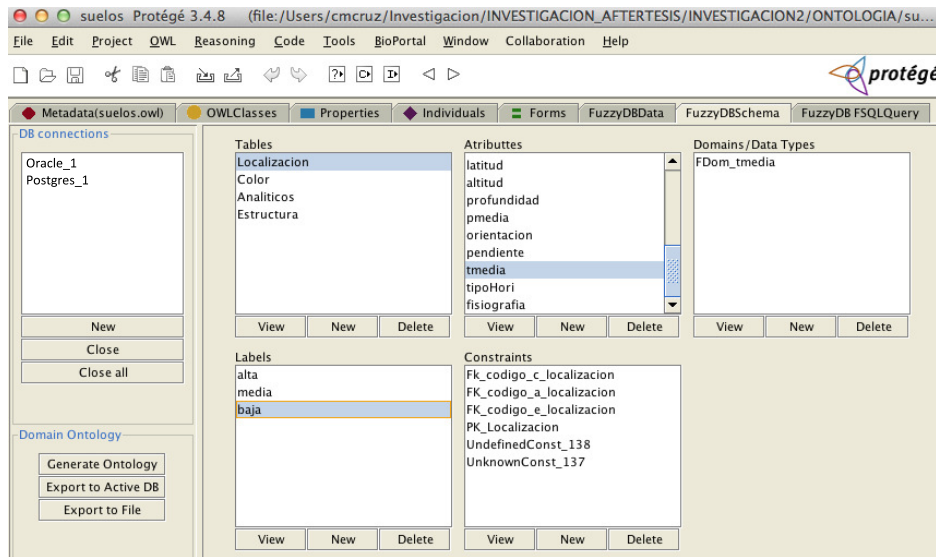 suelos Protégé 3.4.8 (file:/Users/cmcruz/Investigacion/INVESTIGACION_AFTERTESIS/INVESTIGACION2/ONTOLOGIA/su...
File Edit Project OWL Reasoning Code Tools BioPortal Window Collaboration Help
protégé
Metadata(suelos.owl) OWLClasses Properties Individuals Forms FuzzyDBData FuzzyDBSchema FuzzyDB FSQLQuery
DB connections
Oracle_1
Postgres_1
New
Close
Close all
Domain Ontology
Generate Ontology
Export to Active DB
Export to File
Tables
Localizacion
Color
Analiticos
Estructura
View New Delete
Atributtes
latitud
altitud
profundidad
pmedia
orientacion
pendiente
tmedia
tipoHori
fisiografia
View New Delete
Domains/Data Types
FDom_tmedia
View New Delete
Labels
alta
media
baja
View New Delete
Constraints
Fk_codigo_c_localizacion
FK_codigo_a_localizacion
FK_codigo_e_localizacion
PK_Localizacion
UndefinedConst_138
UnknownConst_137
View New Delete